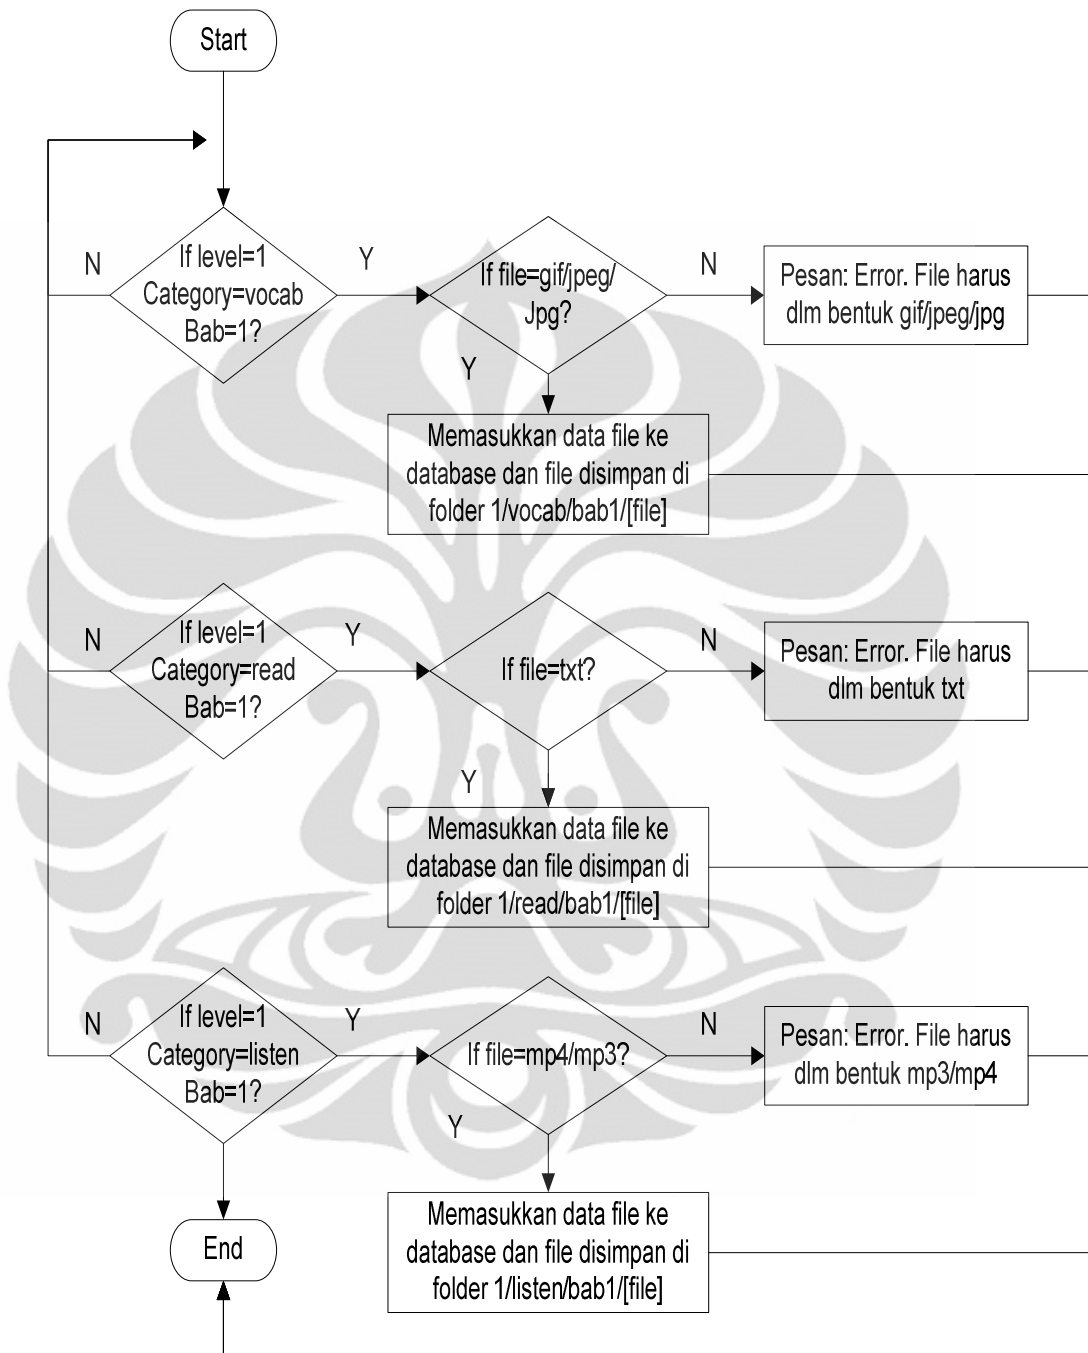 Start
N
If level=1
Category=vocab
Bab=1?
Y
If file=gif/jpeg/
Jpg?
N
Pesan: Error. File harus
dlm bentuk gif/jpeg/jpg
Y
Memasukkan data file ke
database dan file disimpan di
folder 1/vocab/bab1/[file]
N
If level=1
Category=read
Bab=1?
Y
If file=txt?
N
Pesan: Error. File harus
dlm bentuk txt
Y
Memasukkan data file ke
database dan file disimpan di
folder 1/read/bab1/[file]
N
If level=1
Category=listen
Bab=1?
Y
If file=mp4/mp3?
N
Pesan: Error. File harus
dlm bentuk mp3/mp4
Y
Memasukkan data file ke
database dan file disimpan di
folder 1/listen/bab1/[file]
End